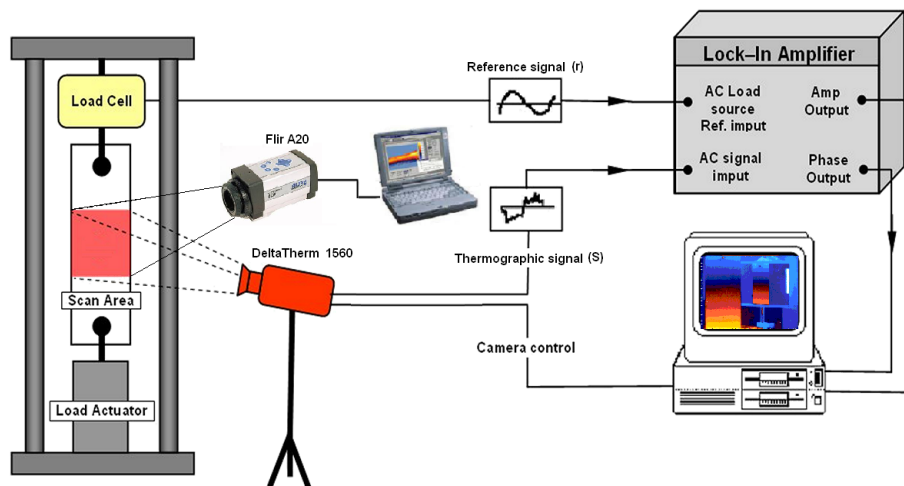 Load Cell
Scan Area
Load Actuator
Flir A20
DeltaTherm 1560
Reference signal (r)
Thermographic signal (S)
Camera control
Lock–In Amplifier
AC Load
source
Ref. imput
Amp
Output
AC signal
imput
Phase
Output